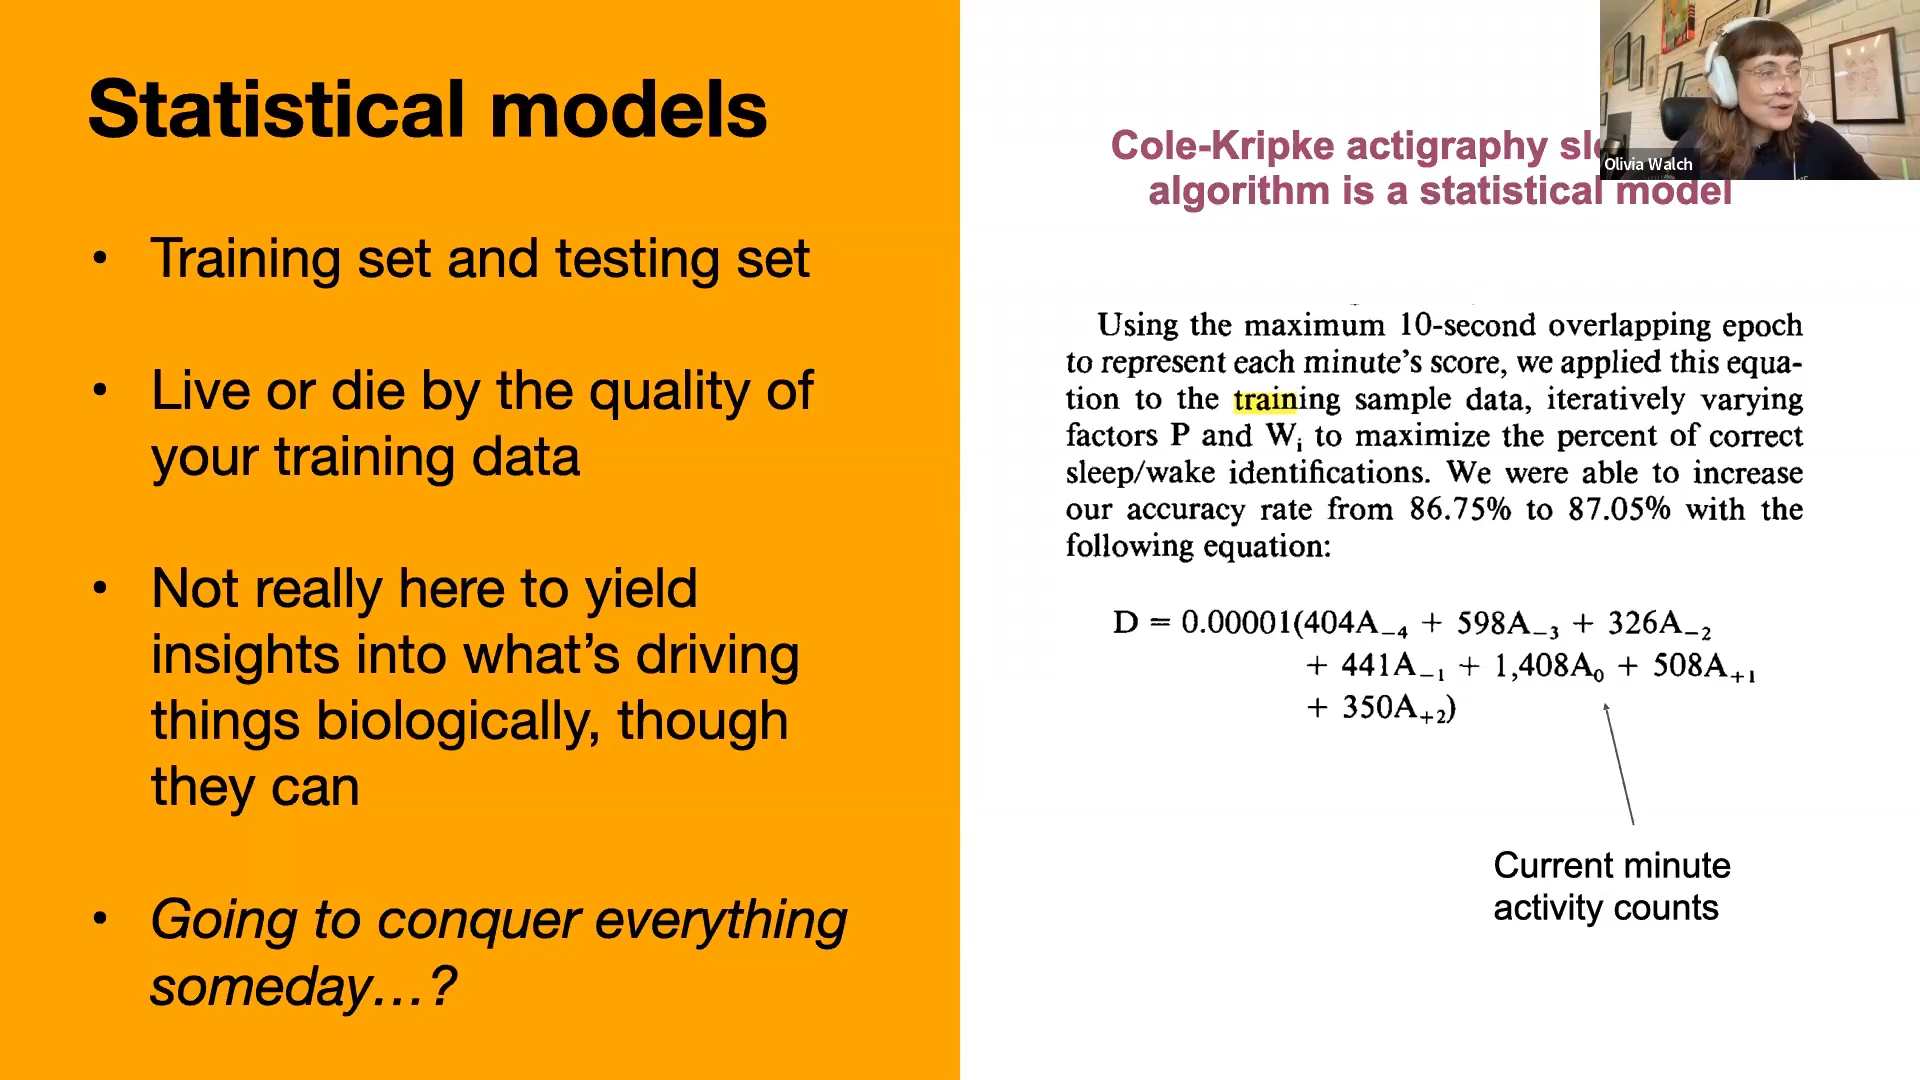 Statistical models
• Training set and testing set
• Live or die by the quality of
your training data
• Not really here to yield
insights into what’s driving
things biologically, though
they can
• Going to conquer everything
someday…?
Cole-Kripke actigraphy
algorithm is a statistical model
Olivia Walch
Using the maximum 10-second overlapping epoch
to represent each minute’s score, we applied this equa-
tion to the training sample data, iteratively varying
factors P and Wᵢ to maximize the percent of correct
sleep/wake identifications. We were able to increase
our accuracy rate from 86.75% to 87.05% with the
following equation:
D = 0.00001(404A₋₄ + 598A₋₃ + 326A₋₂
+ 441A₋₁ + 1,408A₀ + 508A₊₁
+ 350A₊₂)
Current minute
activity counts